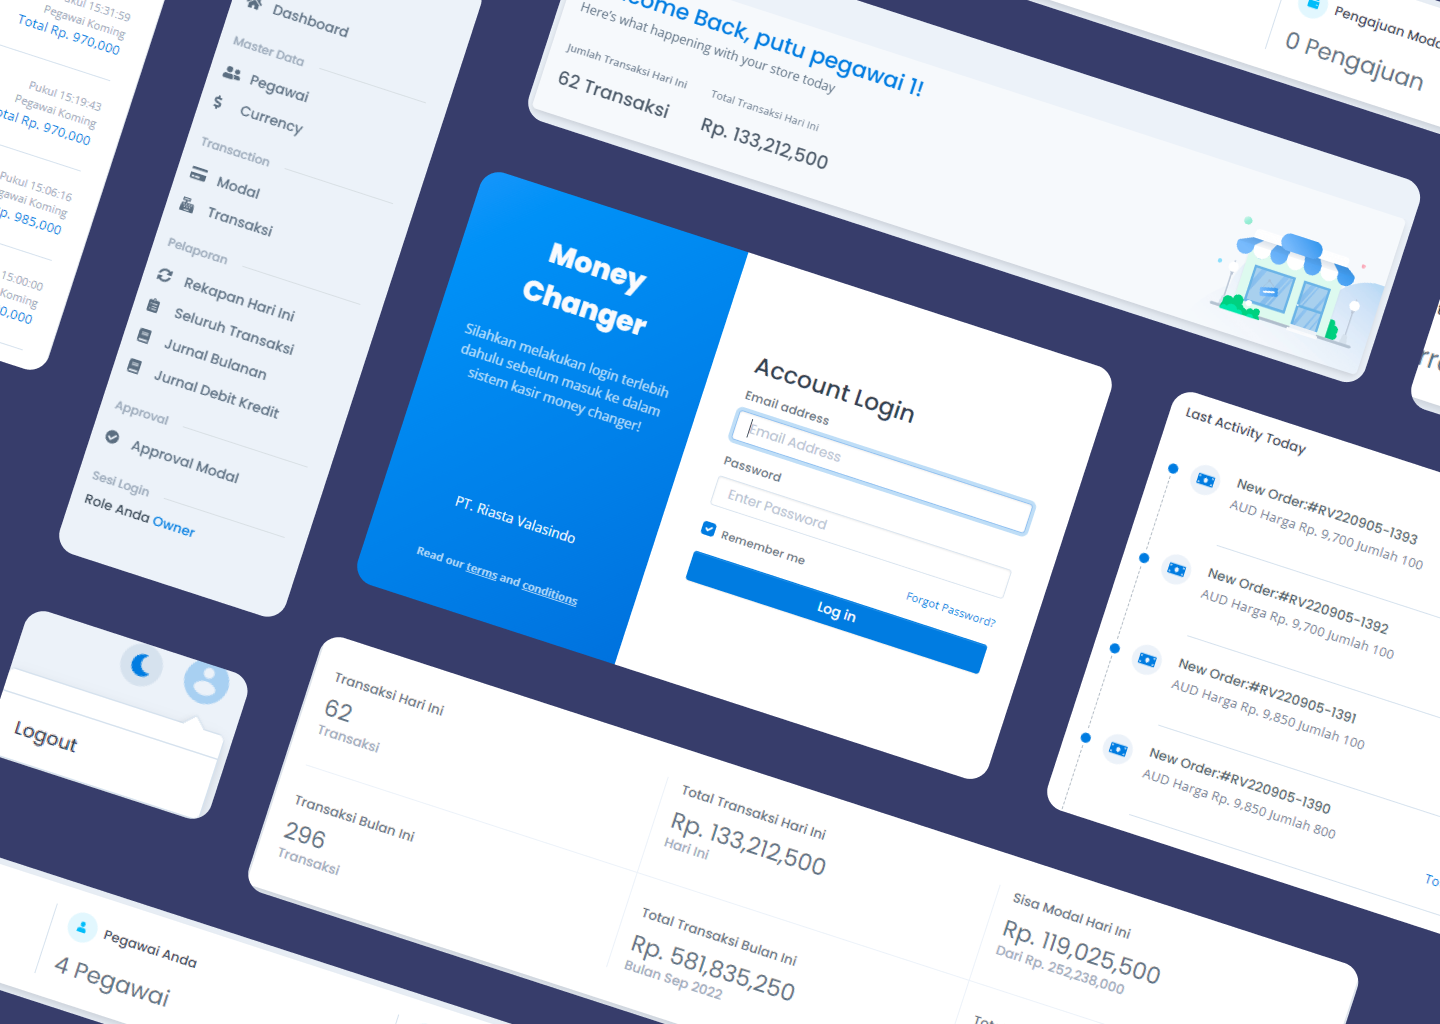 Pukul 15:31:59
Pegawai Koming
Total Rp. 970,000
Pukul 15:19:43
Pegawai Koming
Total Rp. 970,000
Pukul 15:06:16
Pegawai Koming
Rp. 985,000
15:00:00
Koming
Dashboard
Master Data
Pegawai
Currency
Transaction
Modal
Transaksi
Pelaporan
Rekapan Hari Ini
Seluruh Transaksi
Jurnal Bulanan
Jurnal Debit Kredit
Approval
Approval Modal
Sesi Login
Role Anda Owner
come Back, putu pegawai 1!
Here's what happening with your store today
Jumlah Transaksi Hari Ini
62 Transaksi
Total Transaksi Hari Ini
Rp. 133,212,500
Pengajuan Moda
0 Pengajuan
Money
Changer
Silahkan melakukan login terlebih
dahulu sebelum masuk ke dalam
sistem kasir money changer!
PT. Riasta Valasindo
Read our terms and conditions
Account Login
Email address
Email Address
Password
Enter Password
Remember me
Forgot Password?
Log in
Last Activity Today
New Order:#RV220905-1393
AUD Harga Rp. 9,700 Jumlah 100
New Order:#RV220905-1392
AUD Harga Rp. 9,700 Jumlah 100
New Order:#RV220905-1391
AUD Harga Rp. 9,850 Jumlah 100
New Order:#RV220905-1390
AUD Harga Rp. 9,850 Jumlah 800
To
Logout
Transaksi Hari Ini
62
Transaksi
Transaksi Bulan Ini
296
Transaksi
Total Transaksi Hari Ini
Rp. 133,212,500
Hari Ini
Total Transaksi Bulan Ini
Rp. 581,835,250
Bulan Sep 2022
Sisa Modal Hari Ini
Rp. 119,025,500
Dari Rp. 252,238,000
Tot
Pegawai Anda
4 Pegawai